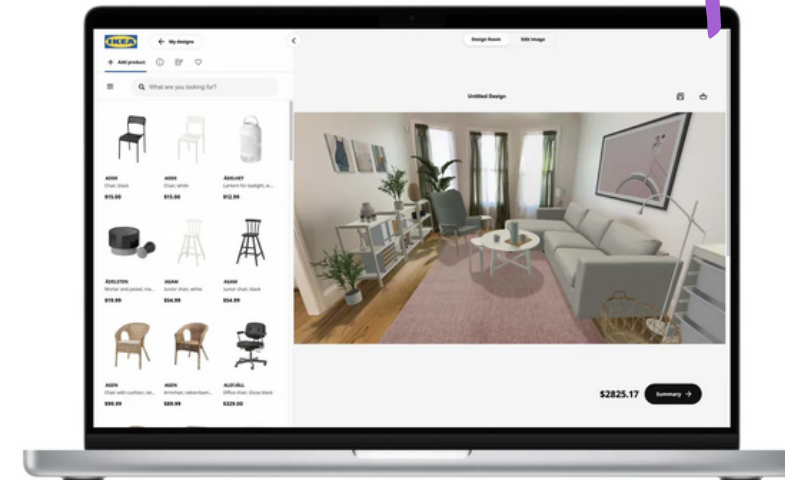 IKEA
My designs
Add product
What are you looking for?
ADDE
Chair, black
$15.00
ADDE
Chair, white
$15.00
ÄDELHET
Lantern for tealight, w...
$12.99
ÄDELSTEN
Mortar and pestel, ma...
$19.99
AGAM
Junior chair, white
$54.99
AGAM
Junior chair, black
$54.99
AGEN
Chair with cushion, rat...
$99.99
AGEN
Armchair, rattan/bam...
$89.99
Office chair, Glose black
$329.00
Design Room
Edit Image
Untitled Design
$2825.17
Summary